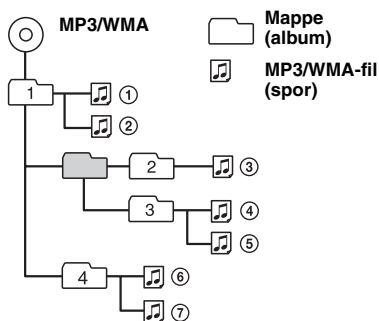 MP3/WMA
Mappe
(album)
MP3/WMA-fil
(spor)
1
①
②
2
③
3
④
⑤
4
⑥
⑦